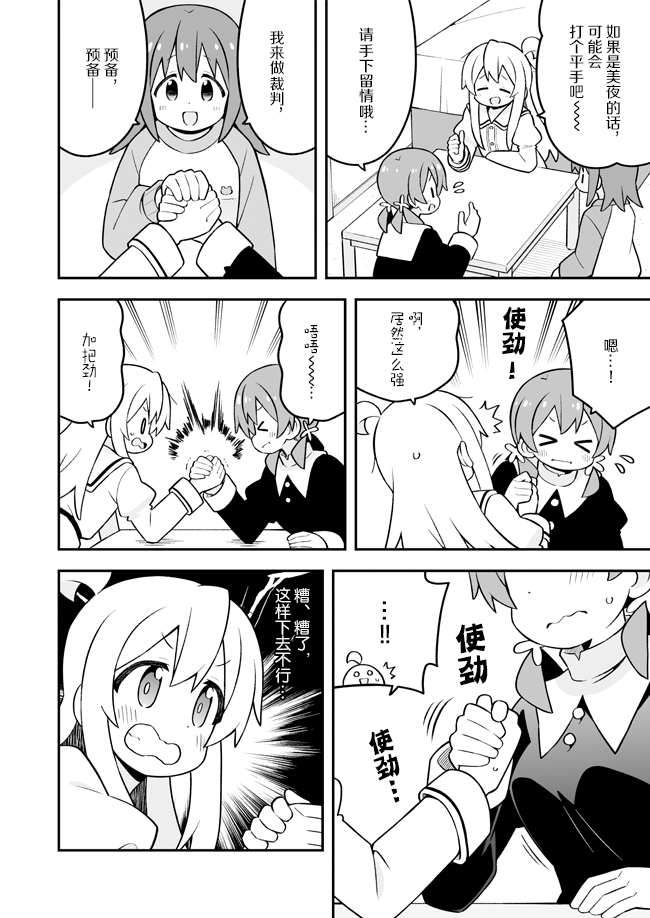 如果是美夜的话，
可能会
打个平手吧～～
请手下留情哦…
我来做裁判，
预备，
预备——
嗯…！
使劲！
啊，
居然这么强
唔唔～～…
加把劲！
…!!
使劲
使劲…
糟、糟了，
这样下去不行…